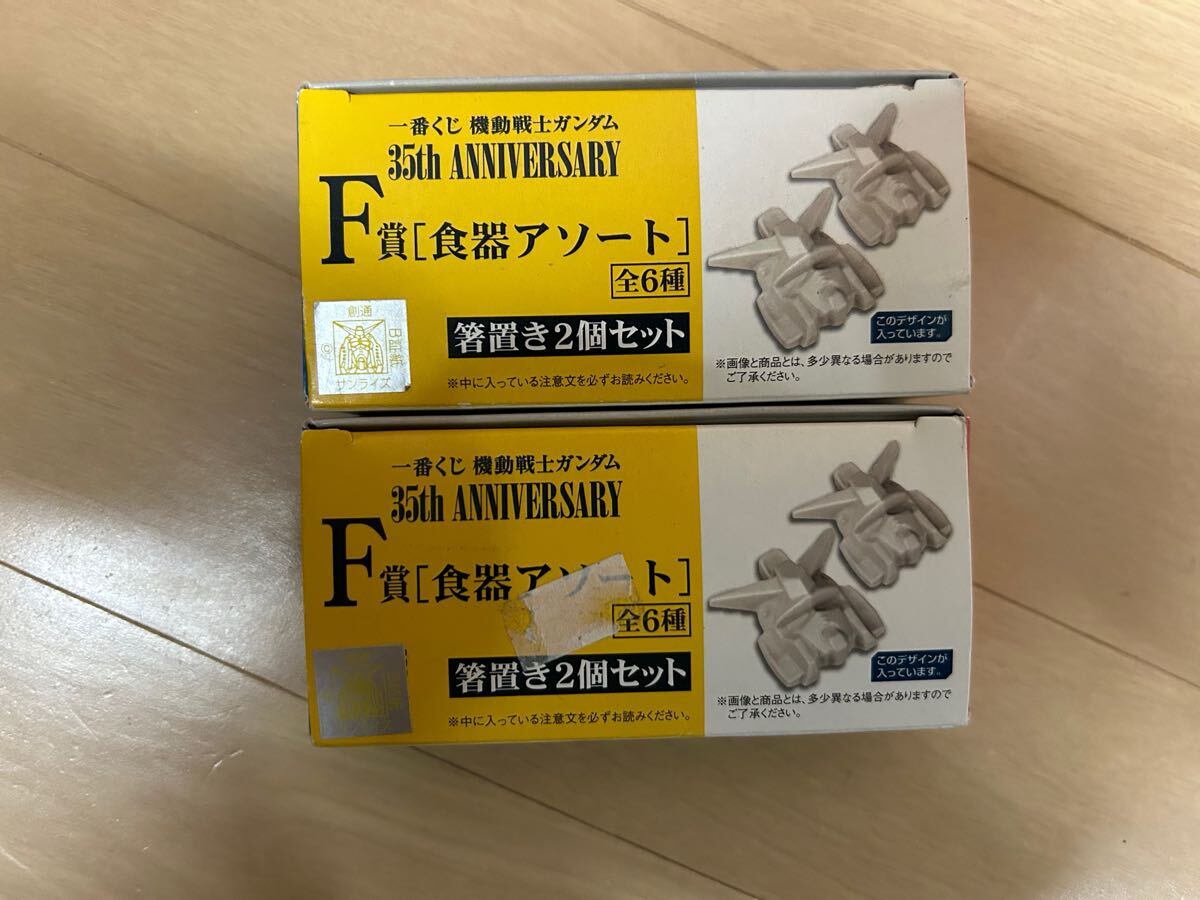 一番くじ 機動戦士ガンダム
35th ANNIVERSARY
F賞[食器アソート]
全6種
箸置き2個セット
※中に入っている注意文を必ずお読みください。
創通
B証紙
©
サンライズ
このデザインが
入っています。
※画像と商品とは、多少異なる場合がありますので
ご了承ください。
一番くじ 機動戦士ガンダム
35th ANNIVERSARY
F賞[食器アソート]
全6種
箸置き2個セット
※中に入っている注意文を必ずお読みください。
このデザインが
入っています。
※画像と商品とは、多少異なる場合がありますので
ご了承ください。